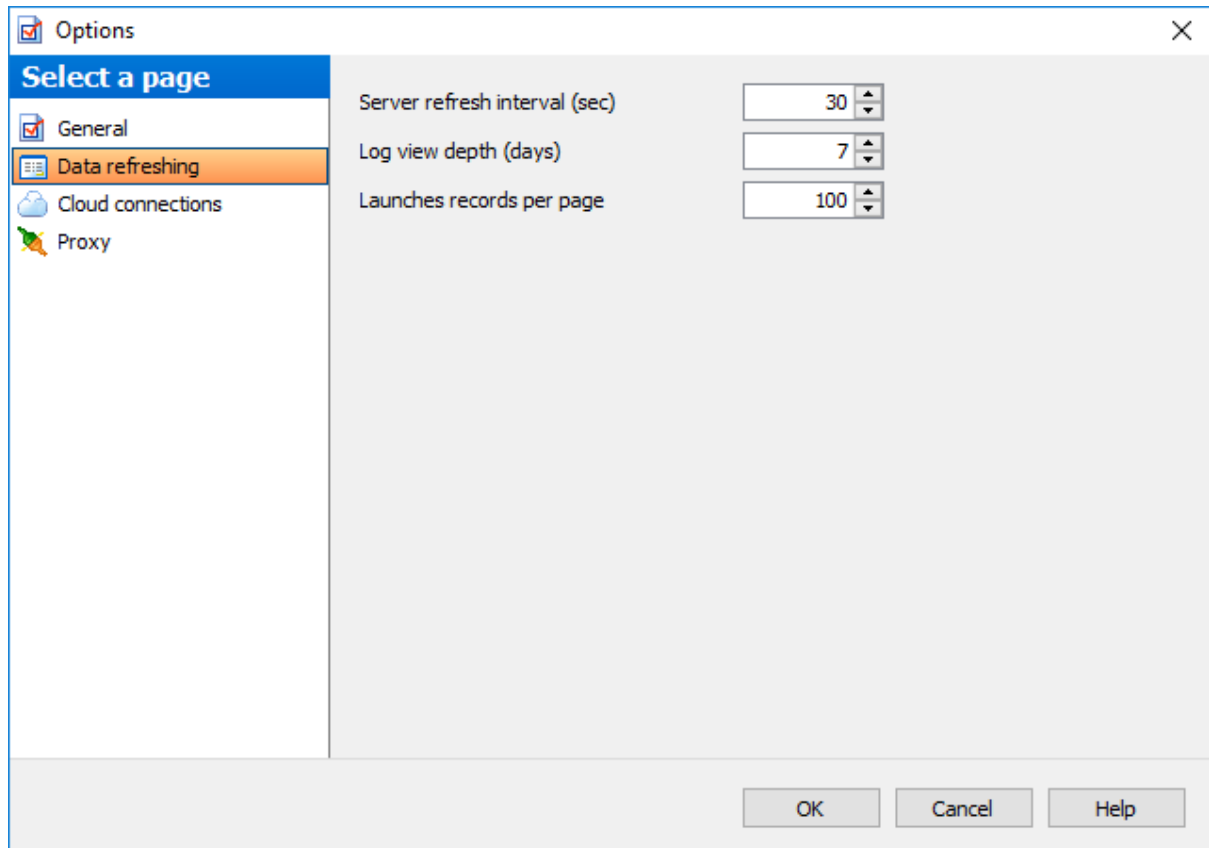 Options
Select a page
General
Data refreshing
Cloud connections
Proxy
Server refresh interval (sec) 30
Log view depth (days) 7
Launches records per page 100
OK Cancel Help